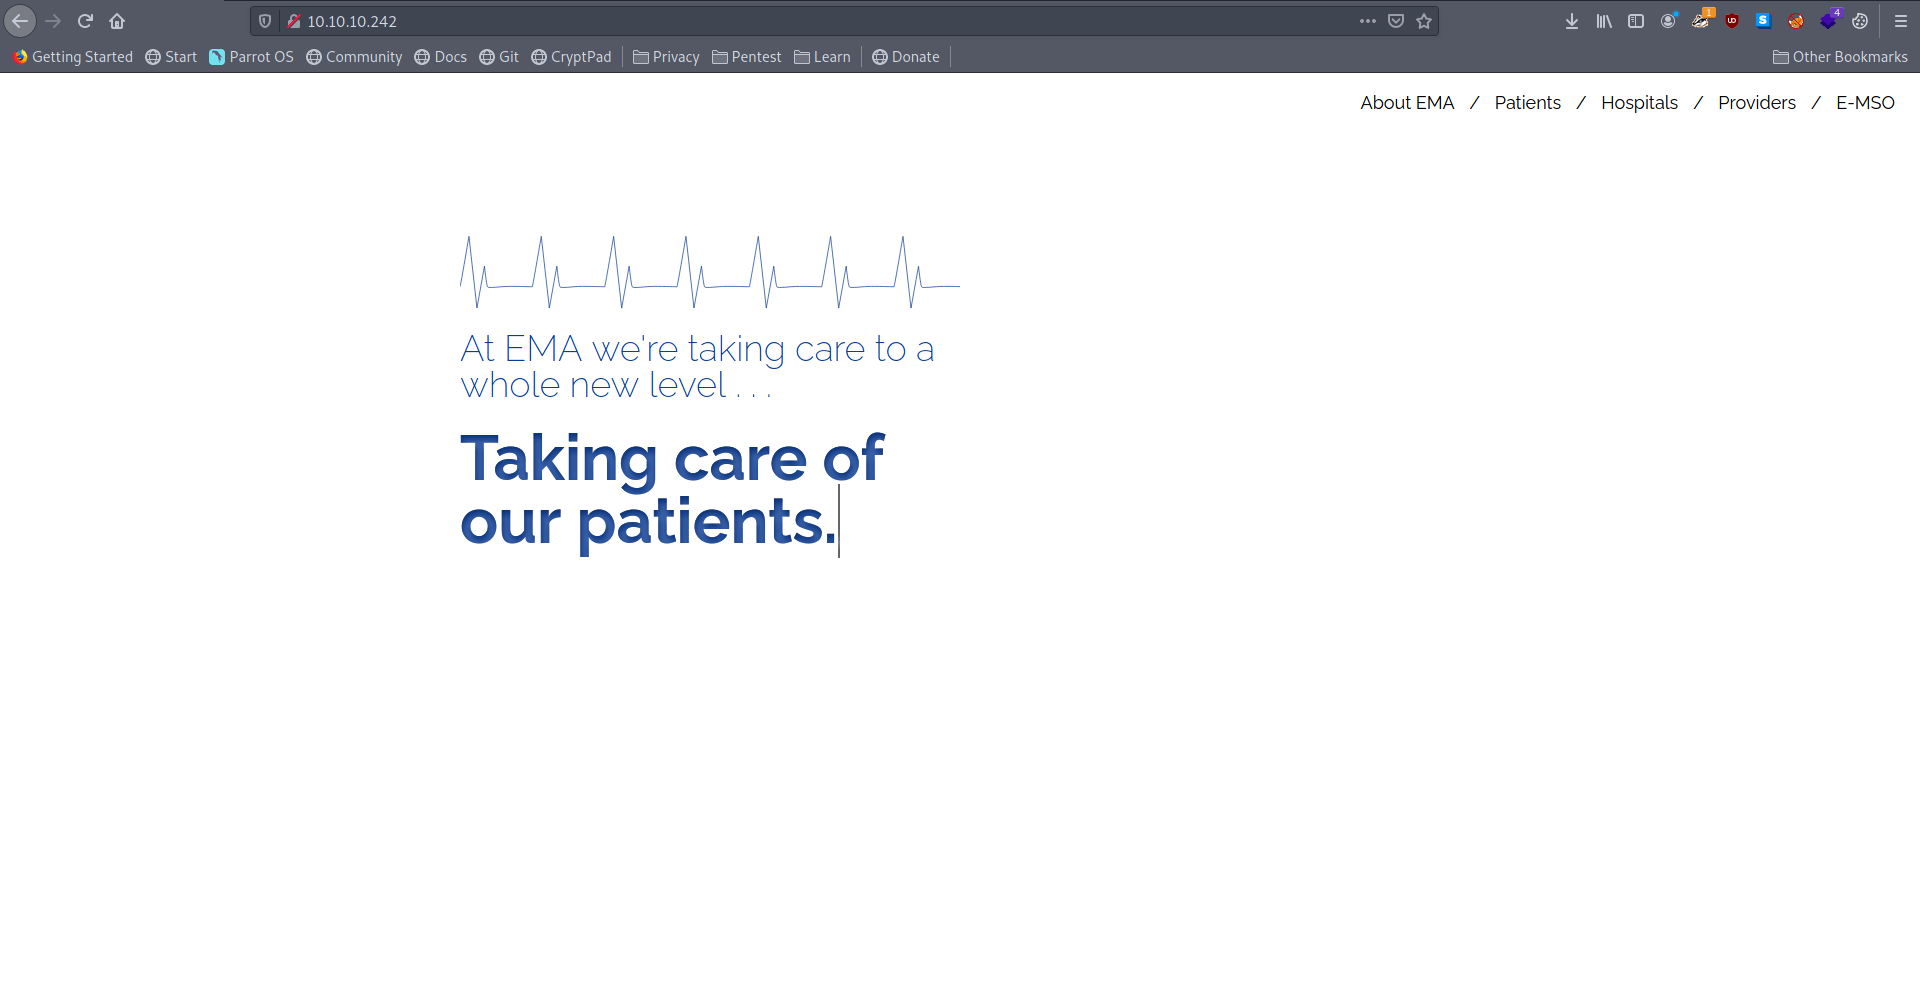 10.10.10.242
1
4
Getting Started Start Parrot OS Community Docs Git CryptPad Privacy Pentest Learn Donate Other Bookmarks
About EMA / Patients / Hospitals / Providers / E-MSO
At EMA we're taking care to a
whole new level . . .
Taking care of
our patients.